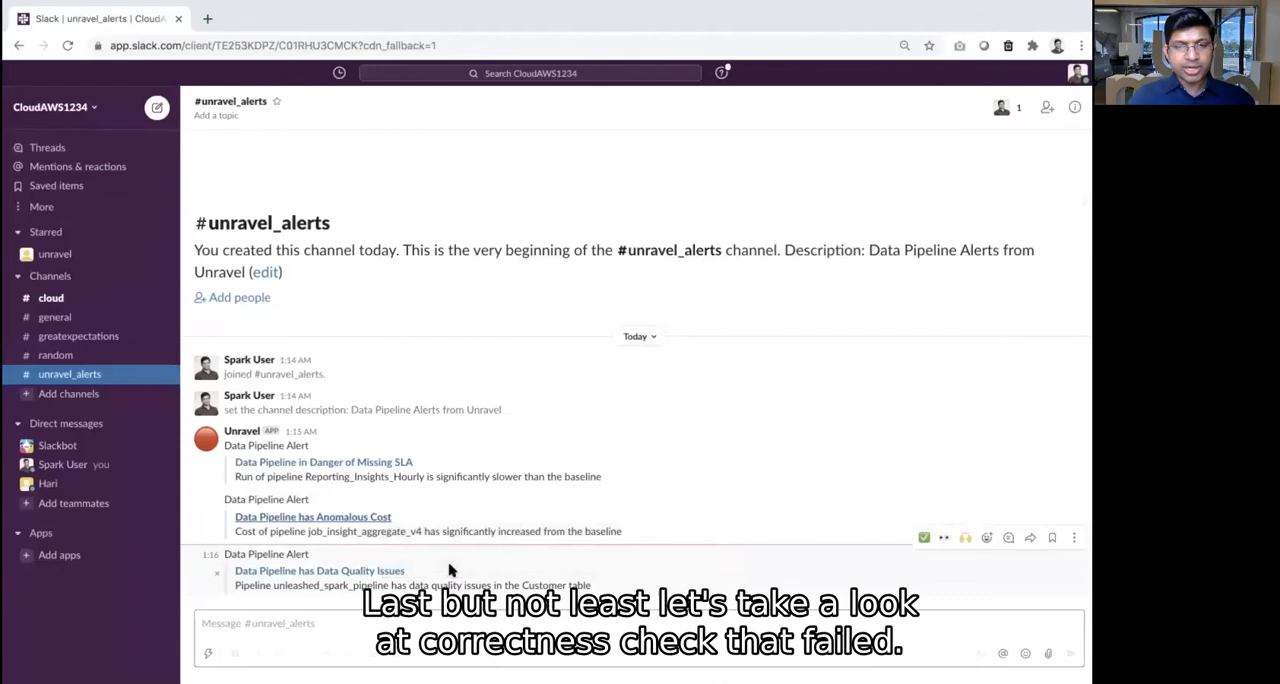 Slack | unravel_alerts | CloudA
app.slack.com/client/TE253KDPZ/C01RHU3CMCK?cdn_fallback=1
Search CloudAWS1234
CloudAWS1234
Threads
Mentions & reactions
Saved items
More
Starred
unravel
Channels
# cloud
# general
# greatexpectations
# random
# unravel_alerts
+ Add channels
Direct messages
Slackbot
Spark User you
Hari
+ Add teammates
Apps
+ Add apps
#unravel_alerts
Add a topic
1
#unravel_alerts
You created this channel today. This is the very beginning of the #unravel_alerts channel. Description: Data Pipeline Alerts from
Unravel (edit)
Add people
Today
Spark User 1:14 AM
joined #unravel_alerts.
Spark User 1:14 AM
set the channel description: Data Pipeline Alerts from Unravel
Unravel APP 1:15 AM
Data Pipeline Alert
Data Pipeline in Danger of Missing SLA
Run of pipeline Reporting_Insights_Hourly is significantly slower than the baseline
Data Pipeline Alert
Data Pipeline has Anomalous Cost
Cost of pipeline job_insight_aggregate_v4 has significantly increased from the baseline
1:16 Data Pipeline Alert
Data Pipeline has Data Quality Issues
Pipeline unleashed_spark_pipeline has data quality issues in the Customer table
Last but not least let's take a look
at correctness check that failed.
Message #unravel_alerts